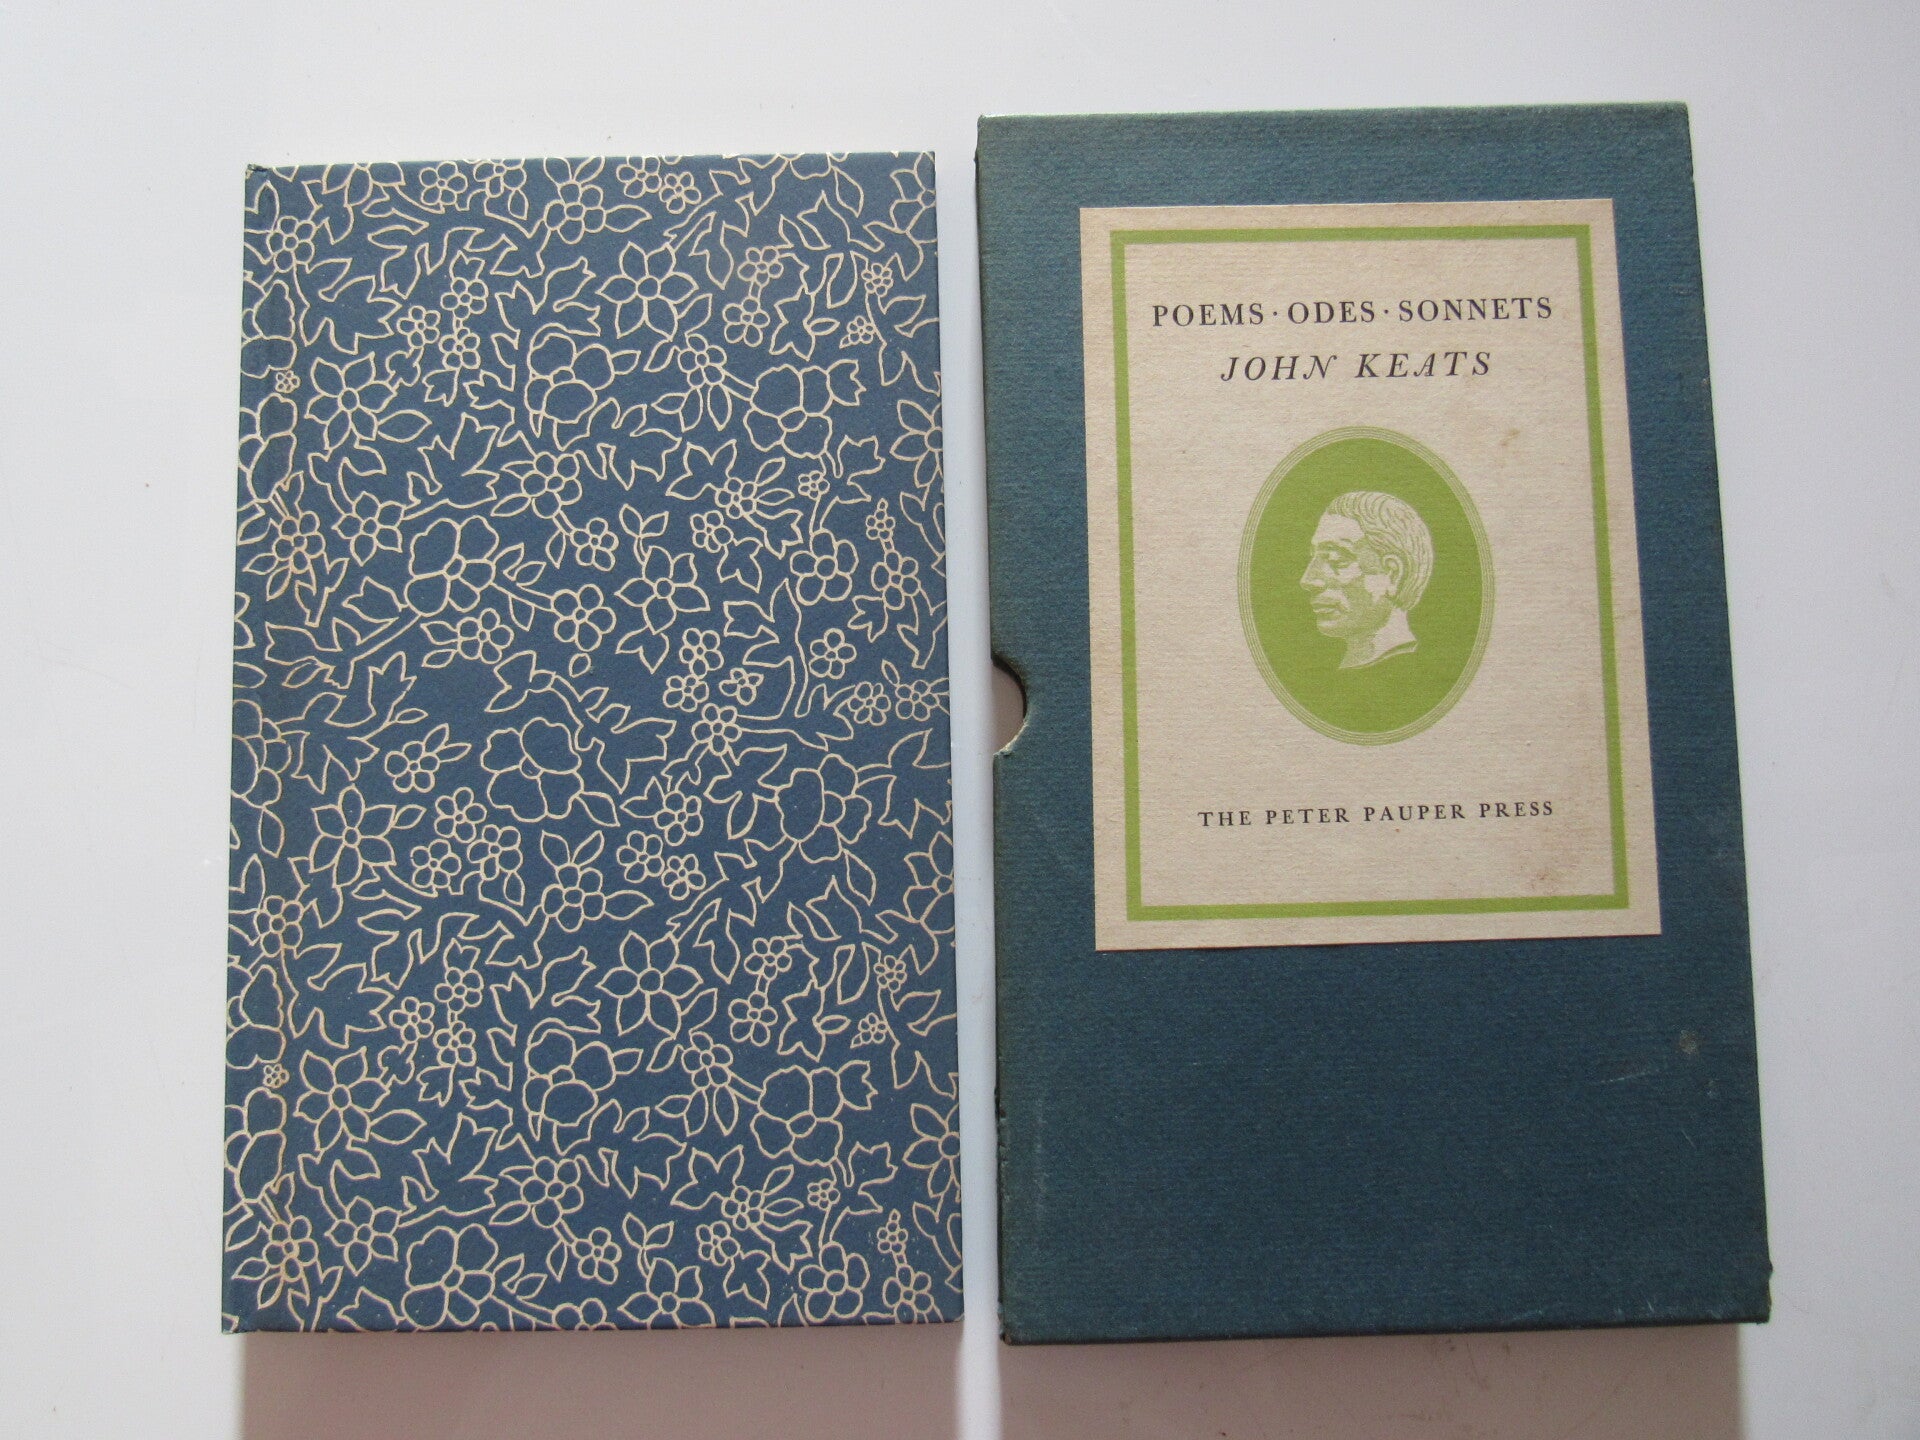 POEMS · ODES · SONNETS
JOHN KEATS
THE PETER PAUPER PRESS